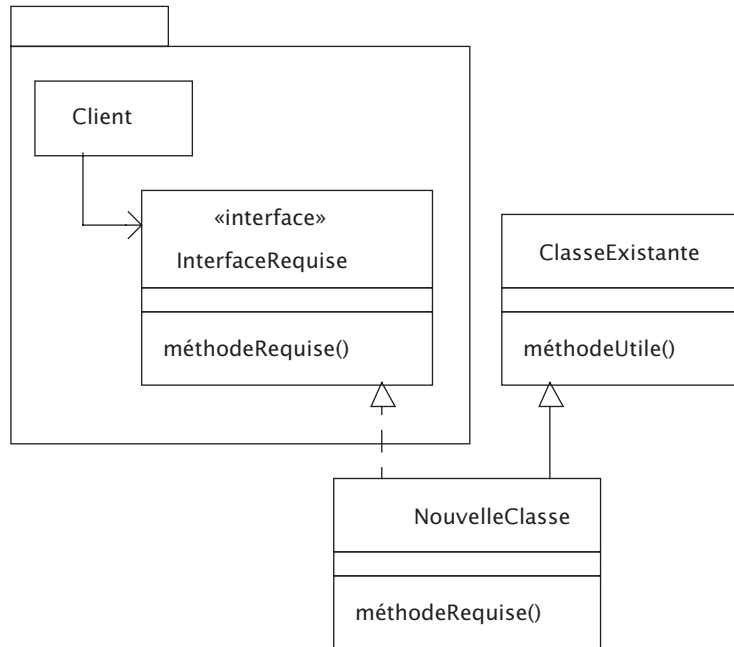 Client
«interface»
InterfaceRequise
méthodeRequise()
ClasseExistante
méthodeUtile()
NouvelleClasse
méthodeRequise()